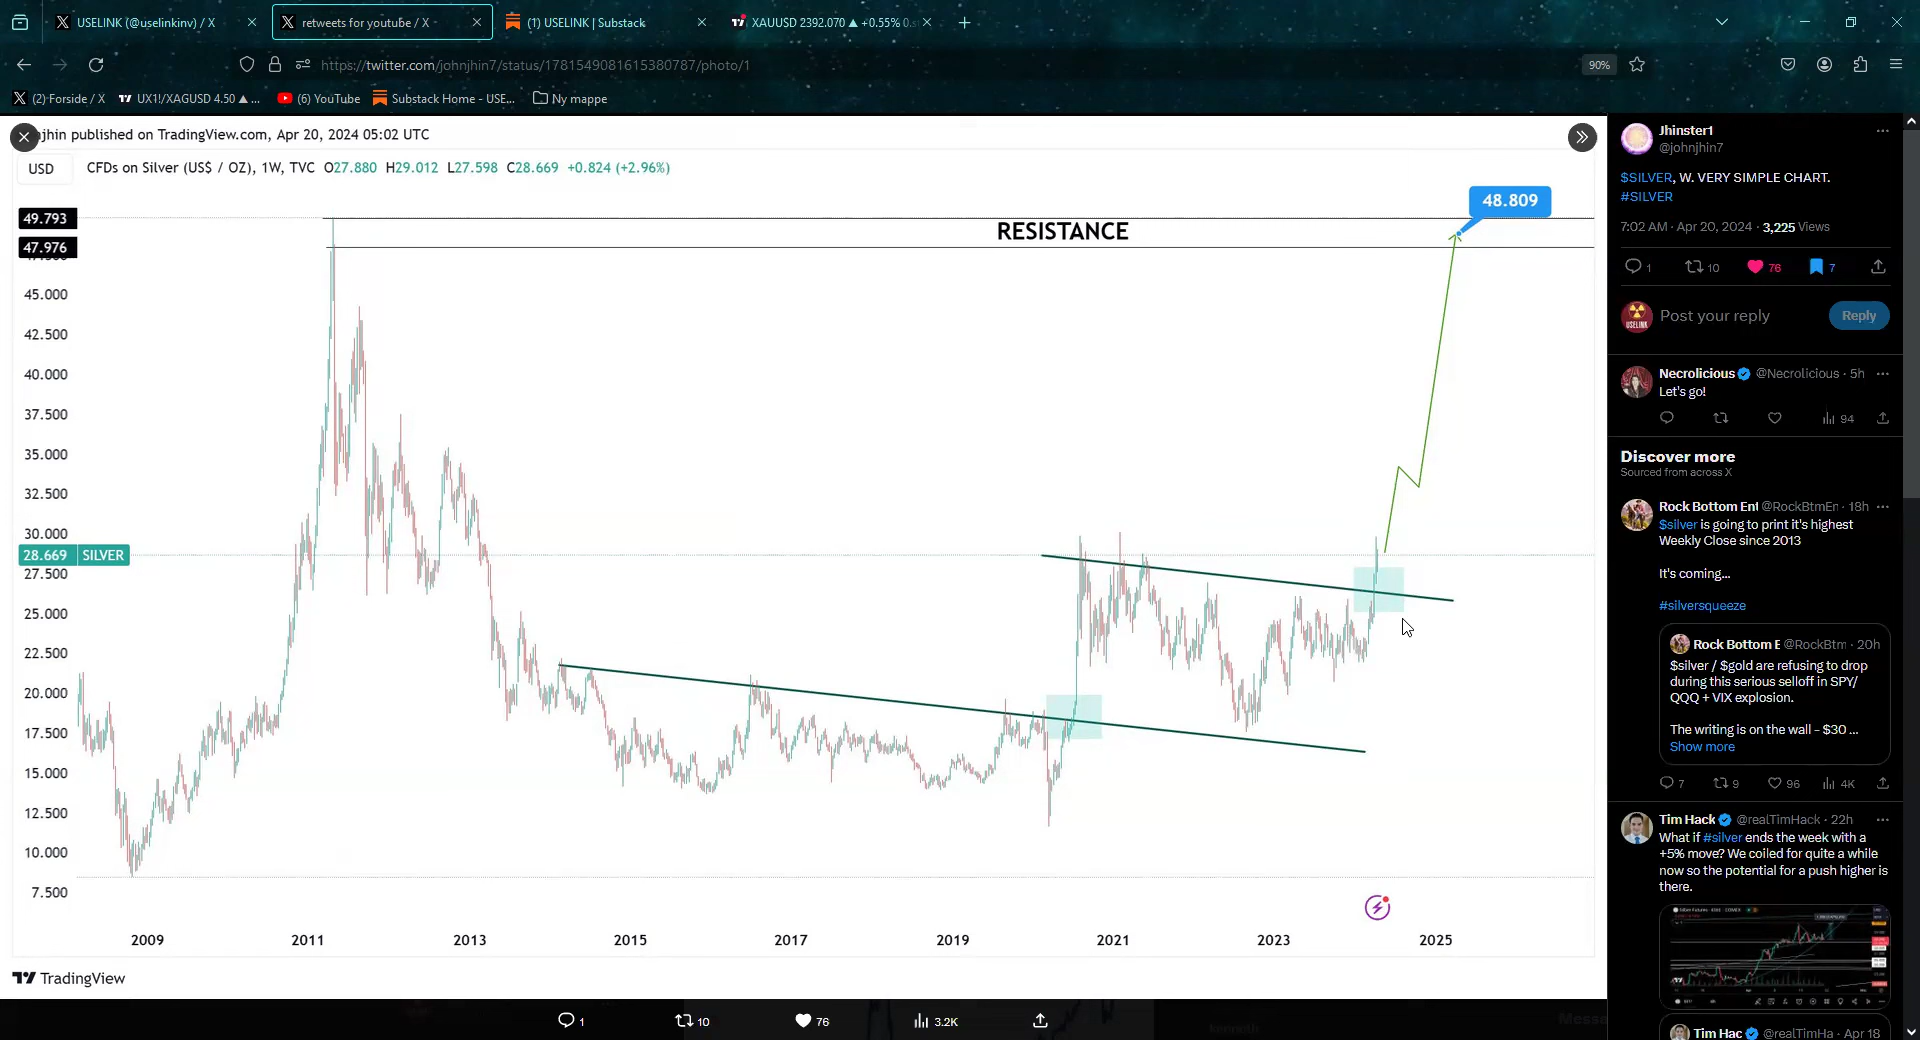 USELINK (@uselinkinv) / X
retweets for youtube / X
(1) USELINK | Substack
XAUUSD 2392.070 ▲ +0.55% 0.
https://twitter.com/johnjhin7/status/1781549081615380787/photo/1
90%
(2) Forside / X
UX1!/XAGUSD 4.50 ▲ ...
(6) YouTube
Substack Home - USE...
Ny mappe
jhin published on TradingView.com, Apr 20, 2024 05:02 UTC
USD
CFDs on Silver (US$ / OZ), 1W, TVC O27.880 H29.012 L27.598 C28.669 +0.824 (+2.96%)
48.809
49.793
RESISTANCE
47.976
45.000
42.500
40.000
37.500
35.000
32.500
30.000
28.669 SILVER
27.500
25.000
22.500
20.000
17.500
15.000
12.500
10.000
7.500
2009 2011 2013 2015 2017 2019 2021 2023 2025
TradingView
1 10 76 3.2K
Jhinster1
@johnjhin7
$SILVER, W. VERY SIMPLE CHART.
#SILVER
7:02 AM · Apr 20, 2024 · 3,225 Views
1 10 76 7
USELINK
Post your reply
Reply
Necrolicious @Necrolicious · 5h
Let's go!
94
Discover more
Sourced from across X
Rock Bottom Ent @RockBtmEn · 18h
$silver is going to print it's highest
Weekly Close since 2013
It's coming...
#silversqueeze
Rock Bottom E @RockBtm · 20h
$silver / $gold are refusing to drop
during this serious selloff in SPY/
QQQ + VIX explosion.
The writing is on the wall - $30 ...
Show more
7 9 96 4K
Tim Hack @realTimHack · 22h
What if #silver ends the week with a
+5% move? We coiled for quite a while
now so the potential for a push higher is
there.
Tim Hac @realTimHa · Apr 18